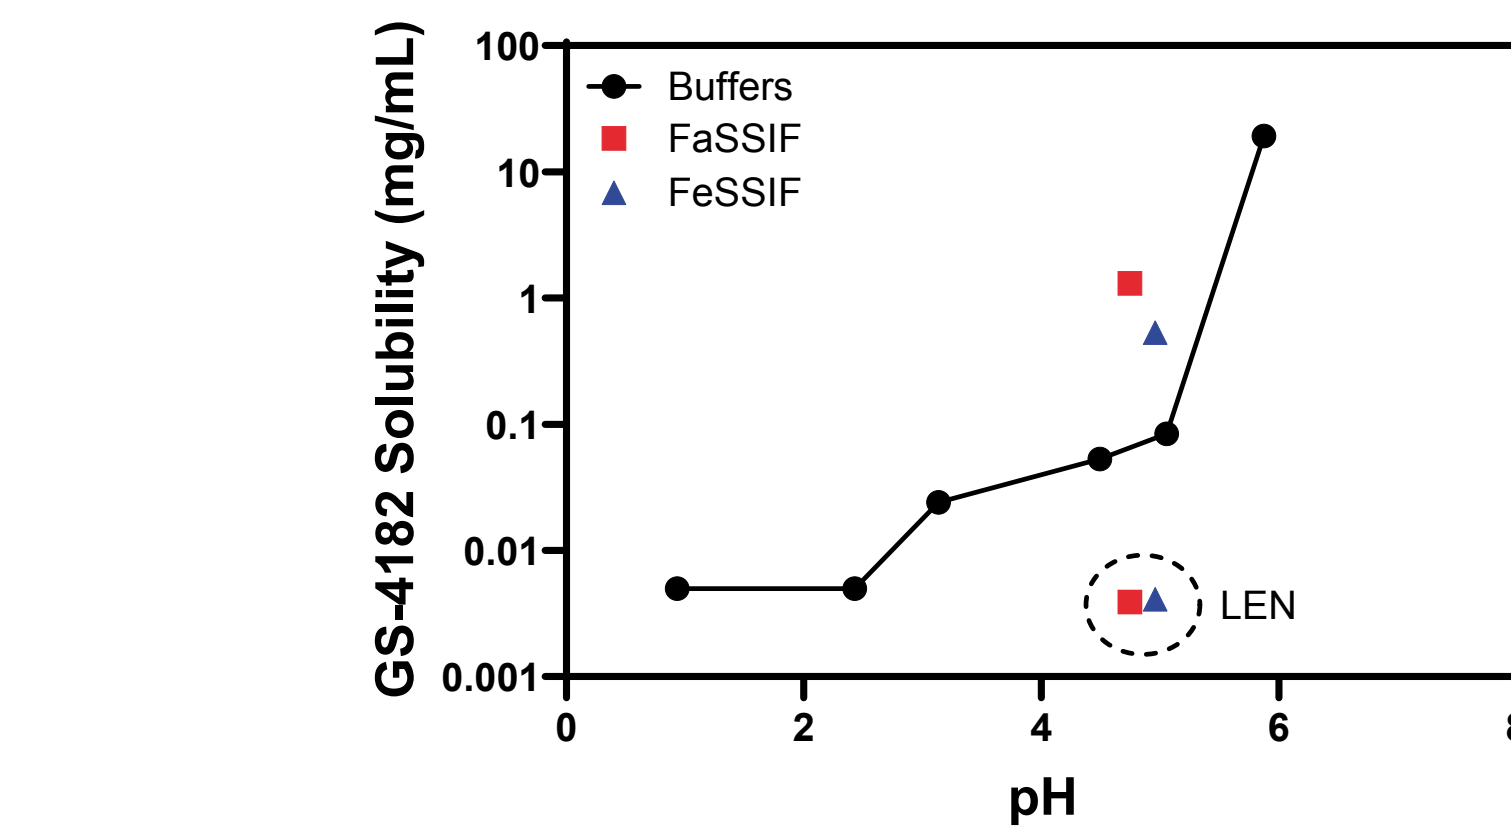 GS-4182 Solubility (mg/mL)
100
10
1
0.1
0.01
0.001
Buffers
FaSSIF
FeSSIF
LEN
0 2 4 6 8
pH